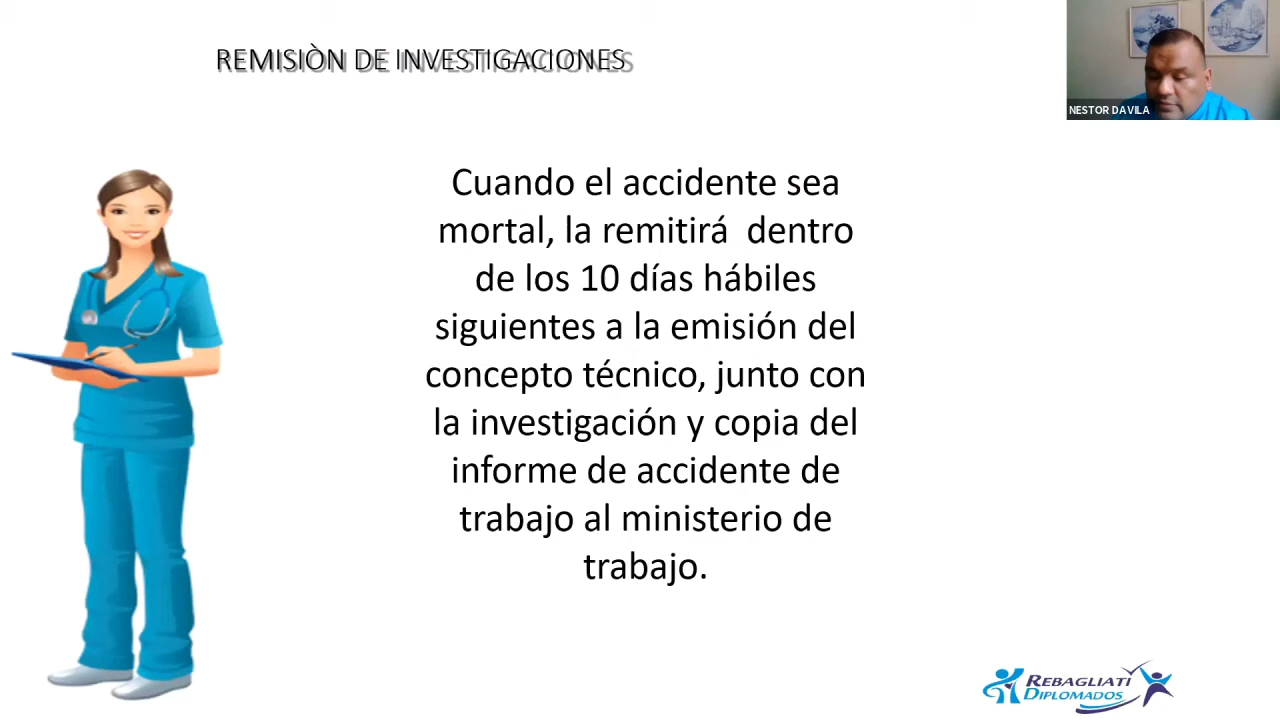 REMISIÒN DE INVESTIGACIONES
NESTOR DAVILA
Cuando el accidente sea
mortal, la remitirá dentro
de los 10 días hábiles
siguientes a la emisión del
concepto técnico, junto con
la investigación y copia del
informe de accidente de
trabajo al ministerio de
trabajo.
REBAGLIATI
DIPLOMADOS